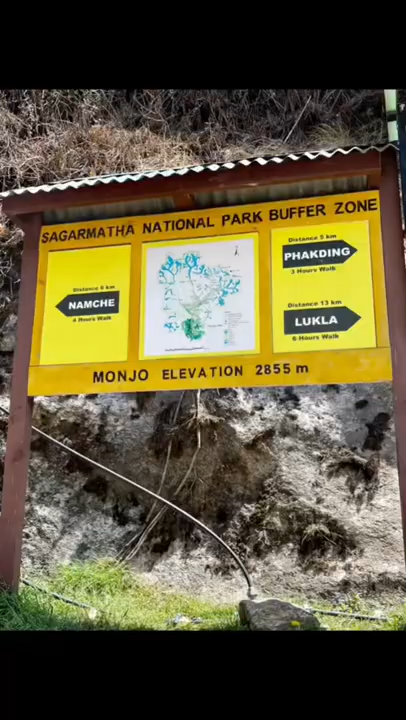 SAGARMATHA NATIONAL PARK BUFFER ZONE
Distance 6 km
NAMCHE
4 Hours Walk
Distance 5 km
PHAKDING
3 Hours Walk
Distance 13 km
LUKLA
6 Hours Walk
MONJO ELEVATION 2855 m